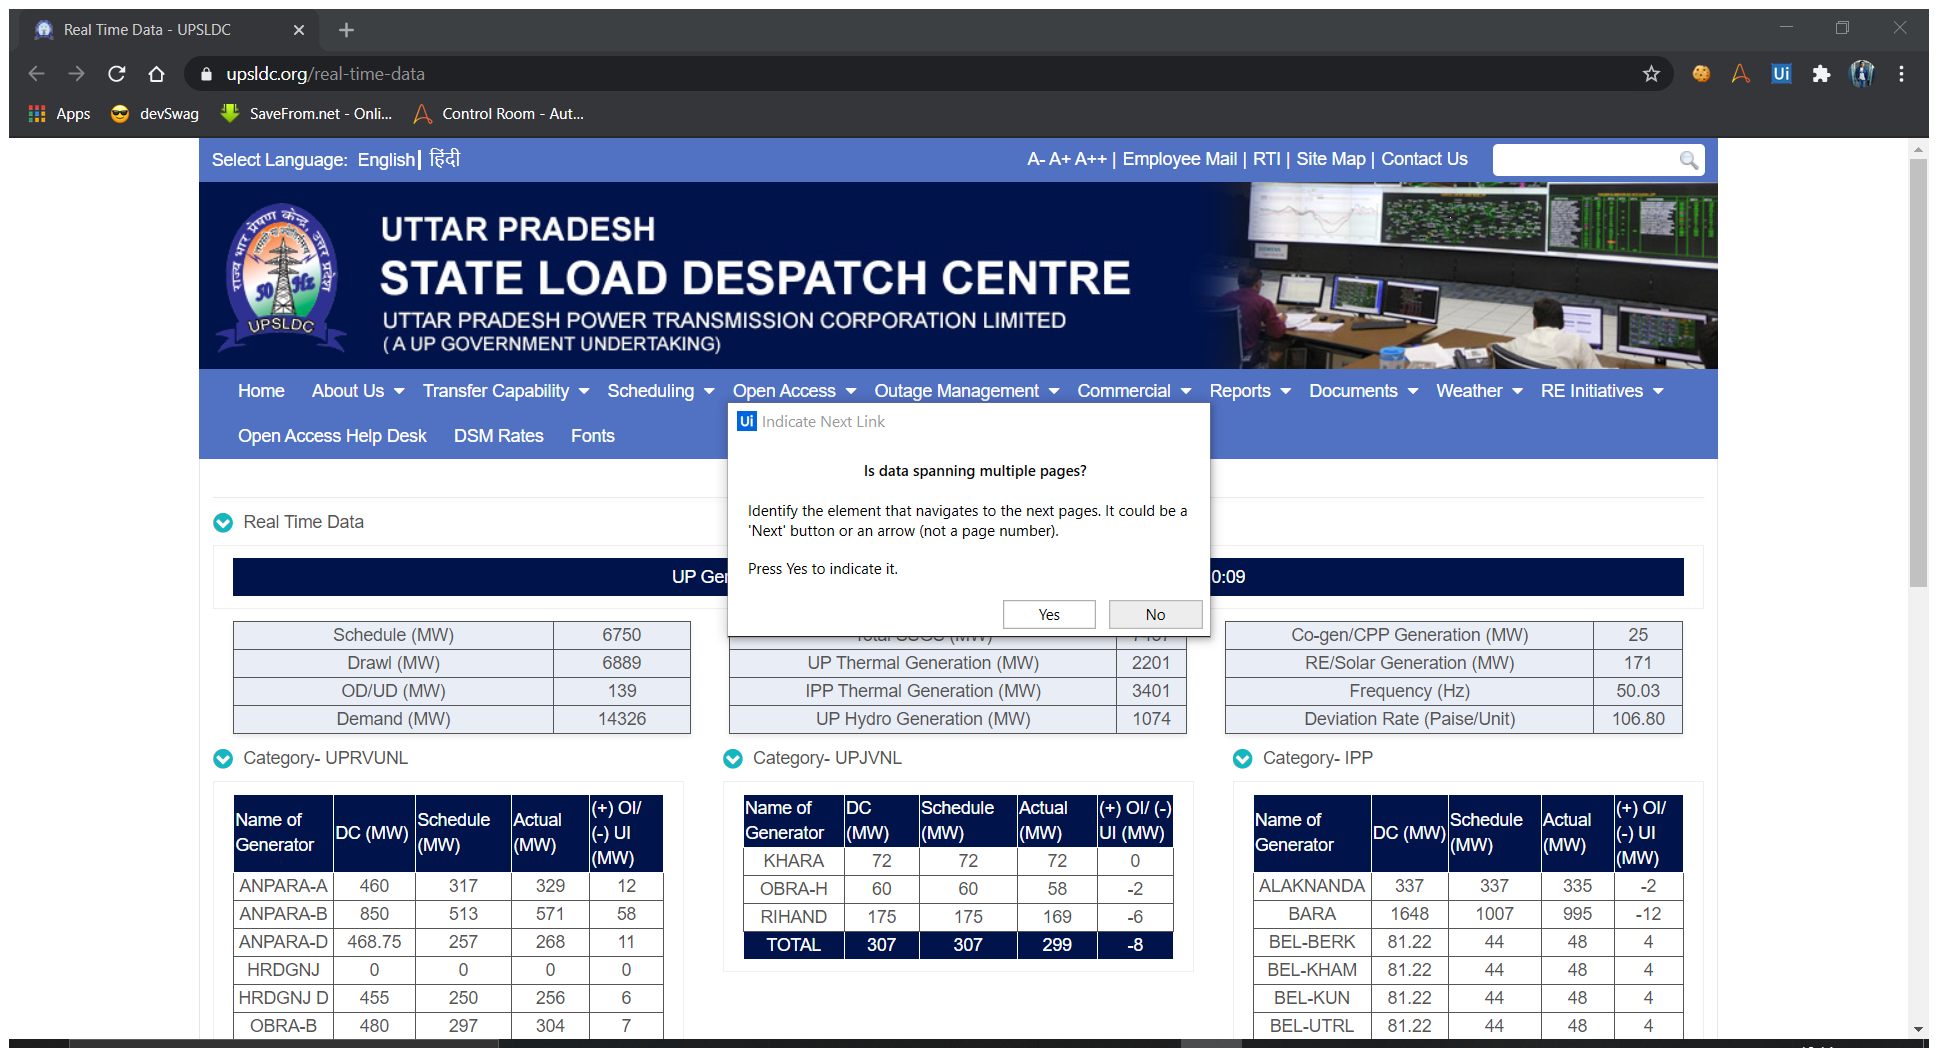 Real Time Data - UPSLDC
upsldc.org/real-time-data
Ui
Apps devSwag SaveFrom.net - Onli... Control Room - Aut...
Select Language: English | हिंदी
A- A+ A++ | Employee Mail | RTI | Site Map | Contact Us
UTTAR PRADESH
STATE LOAD DESPATCH CENTRE
UTTAR PRADESH POWER TRANSMISSION CORPORATION LIMITED
( A UP GOVERNMENT UNDERTAKING)
राज्य भार प्रेषण केन्द्र, उत्तर प्रदेश
50 Hz
UPSLDC
Home About Us Transfer Capability Scheduling Open Access Outage Management Commercial Reports Documents Weather RE Initiatives
Open Access Help Desk DSM Rates Fonts
Ui Indicate Next Link
Is data spanning multiple pages?
Identify the element that navigates to the next pages. It could be a
'Next' button or an arrow (not a page number).
Press Yes to indicate it.
Yes No
Real Time Data
UP Ger 0:09
Schedule (MW) 6750
Drawl (MW) 6889
OD/UD (MW) 139
Demand (MW) 14326
UP Thermal Generation (MW) 2201
IPP Thermal Generation (MW) 3401
UP Hydro Generation (MW) 1074
Co-gen/CPP Generation (MW) 25
RE/Solar Generation (MW) 171
Frequency (Hz) 50.03
Deviation Rate (Paise/Unit) 106.80
Category- UPRVUNL
Name of Generator DC (MW) Schedule (MW) Actual (MW) (+) OI/ (-) UI (MW)
ANPARA-A 460 317 329 12
ANPARA-B 850 513 571 58
ANPARA-D 468.75 257 268 11
HRDGNJ 0 0 0 0
HRDGNJ D 455 250 256 6
OBRA-B 480 297 304 7
Category- UPJVNL
Name of Generator DC (MW) Schedule (MW) Actual (MW) (+) OI/ (-) UI (MW)
KHARA 72 72 72 0
OBRA-H 60 60 58 -2
RIHAND 175 175 169 -6
TOTAL 307 307 299 -8
Category- IPP
Name of Generator DC (MW) Schedule (MW) Actual (MW) (+) OI/ (-) UI (MW)
ALAKNANDA 337 337 335 -2
BARA 1648 1007 995 -12
BEL-BERK 81.22 44 48 4
BEL-KHAM 81.22 44 48 4
BEL-KUN 81.22 44 48 4
BEL-UTRL 81.22 44 48 4